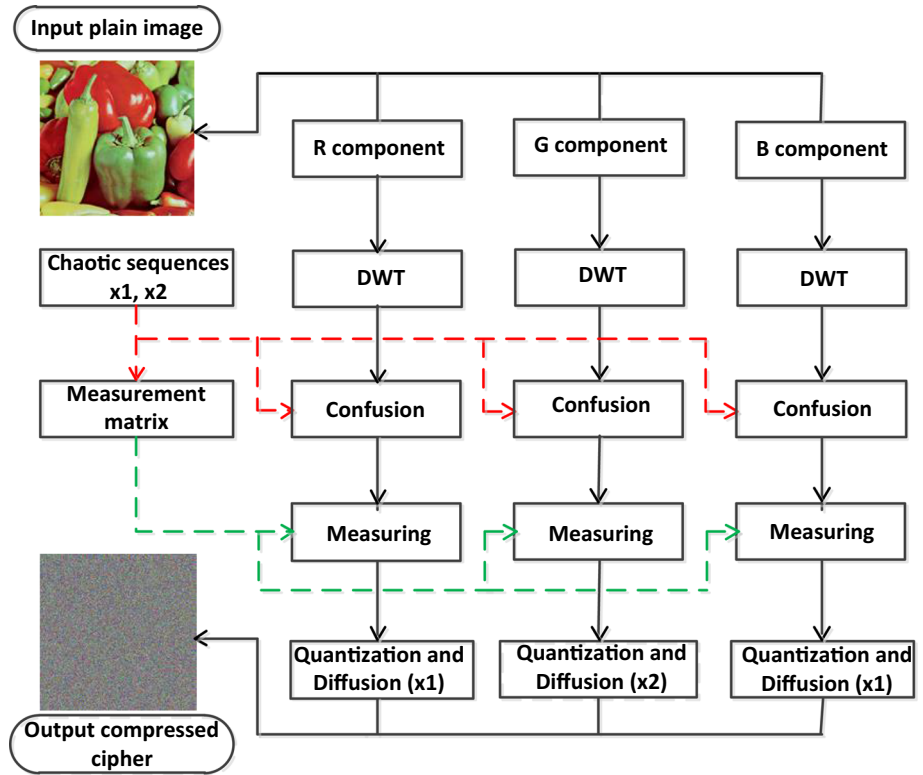 Input plain image
R component
G component
B component
Chaotic sequences
x1, x2
DWT
DWT
DWT
Measurement
matrix
Confusion
Confusion
Confusion
Measuring
Measuring
Measuring
Quantization and
Diffusion (x1)
Quantization and
Diffusion (x2)
Quantization and
Diffusion (x1)
Output compressed
cipher